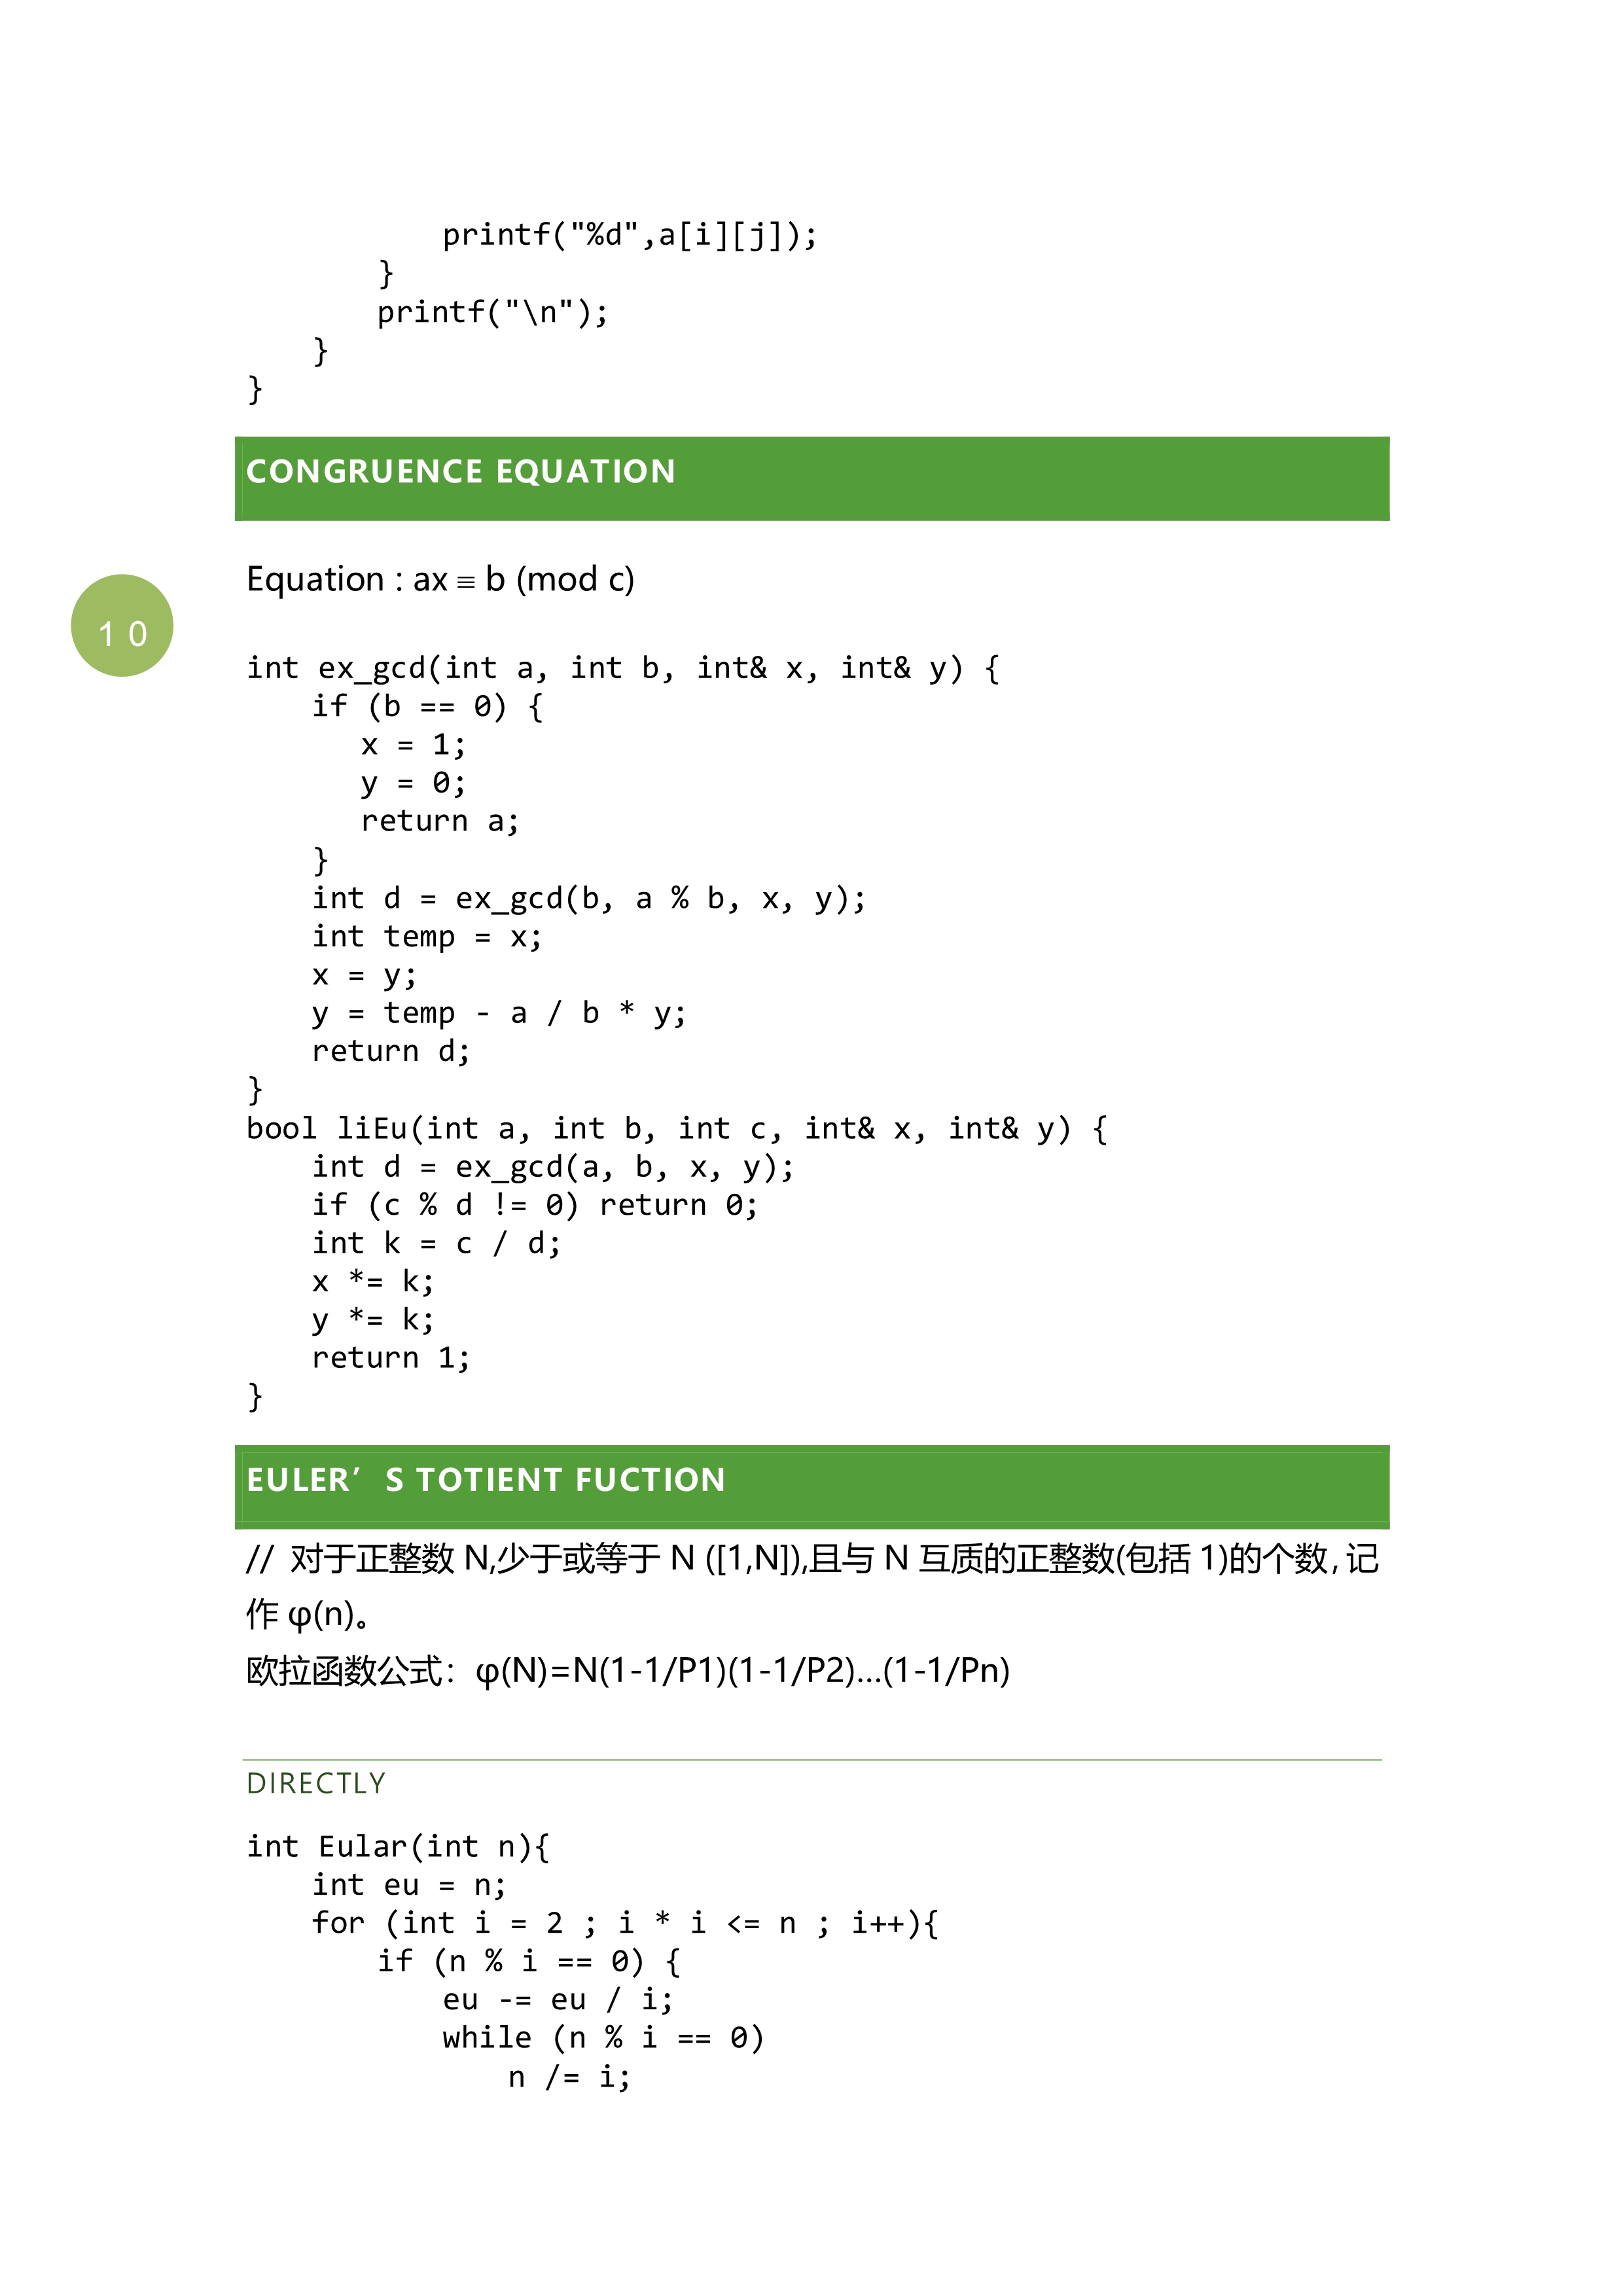 printf("%d",a[i][j]);
}
printf("\n");
}
}
CONGRUENCE EQUATION
Equation : ax ≡ b (mod c)
1 0
int ex_gcd(int a, int b, int& x, int& y) {
if (b == 0) {
x = 1;
y = 0;
return a;
}
int d = ex_gcd(b, a % b, x, y);
int temp = x;
x = y;
y = temp - a / b * y;
return d;
}
bool liEu(int a, int b, int c, int& x, int& y) {
int d = ex_gcd(a, b, x, y);
if (c % d != 0) return 0;
int k = c / d;
x *= k;
y *= k;
return 1;
}
EULER’S TOTIENT FUCTION
// 对于正整数 N,少于或等于 N ([1,N]),且与 N 互质的正整数(包括 1)的个数,记
作 φ(n)。
欧拉函数公式：φ(N)=N(1-1/P1)(1-1/P2)...(1-1/Pn)
DIRECTLY
int Eular(int n){
int eu = n;
for (int i = 2 ; i * i <= n ; i++){
if (n % i == 0) {
eu -= eu / i;
while (n % i == 0)
n /= i;